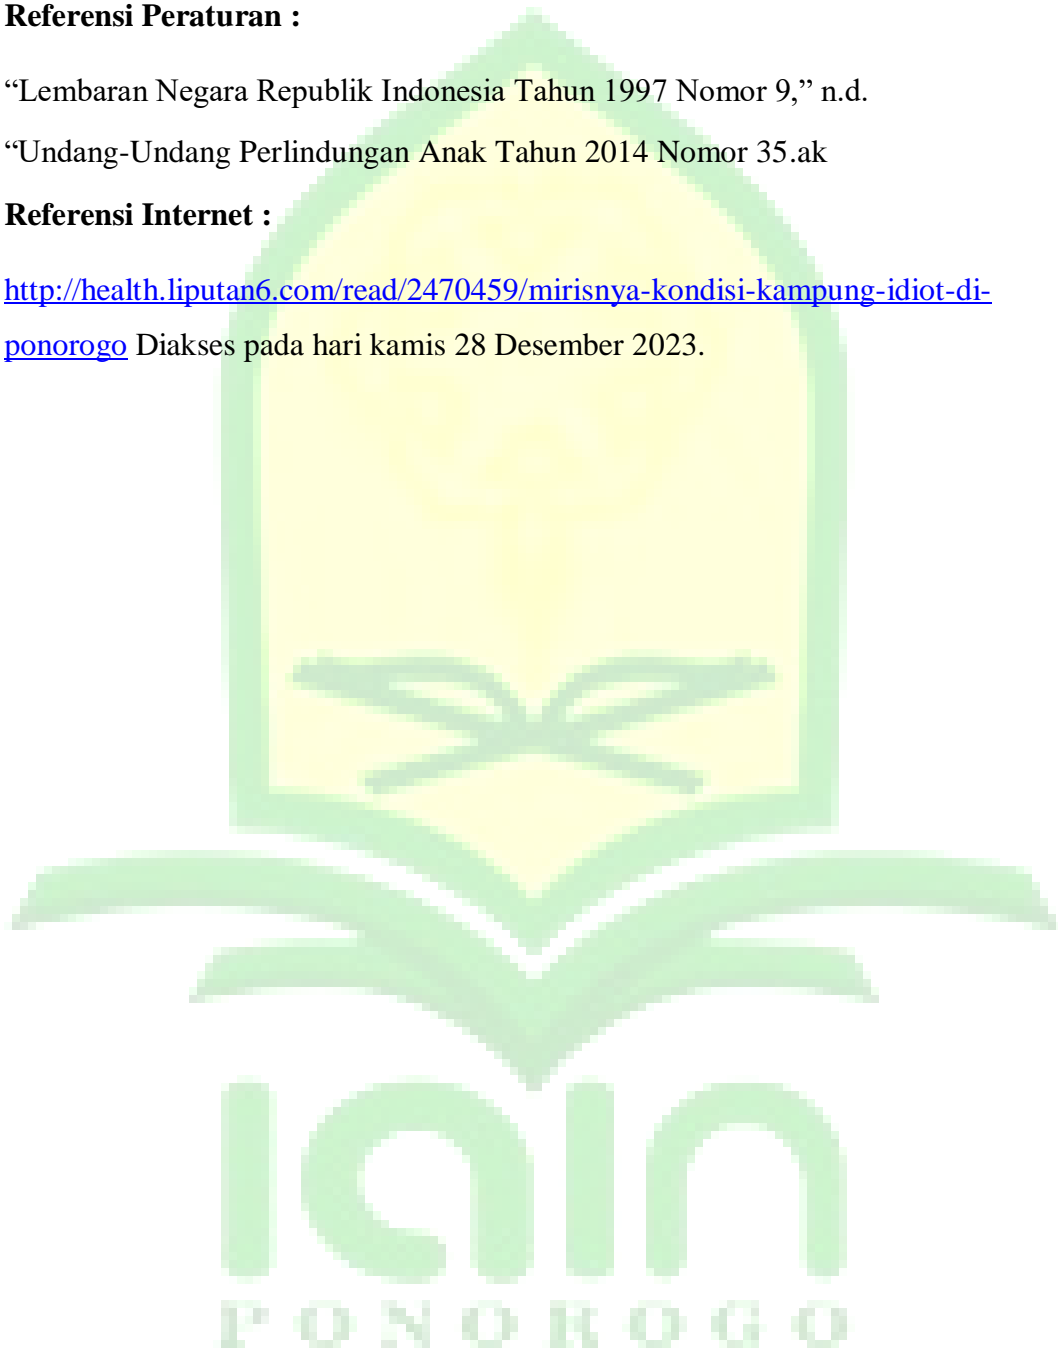 Referensi Peraturan :
“Lembaran Negara Republik Indonesia Tahun 1997 Nomor 9,” n.d.
“Undang-Undang Perlindungan Anak Tahun 2014 Nomor 35.ak
Referensi Internet :
http://health.liputan6.com/read/2470459/mirisnya-kondisi-kampung-idiot-di-
ponorogo Diakses pada hari kamis 28 Desember 2023.
iain
PONOROGO